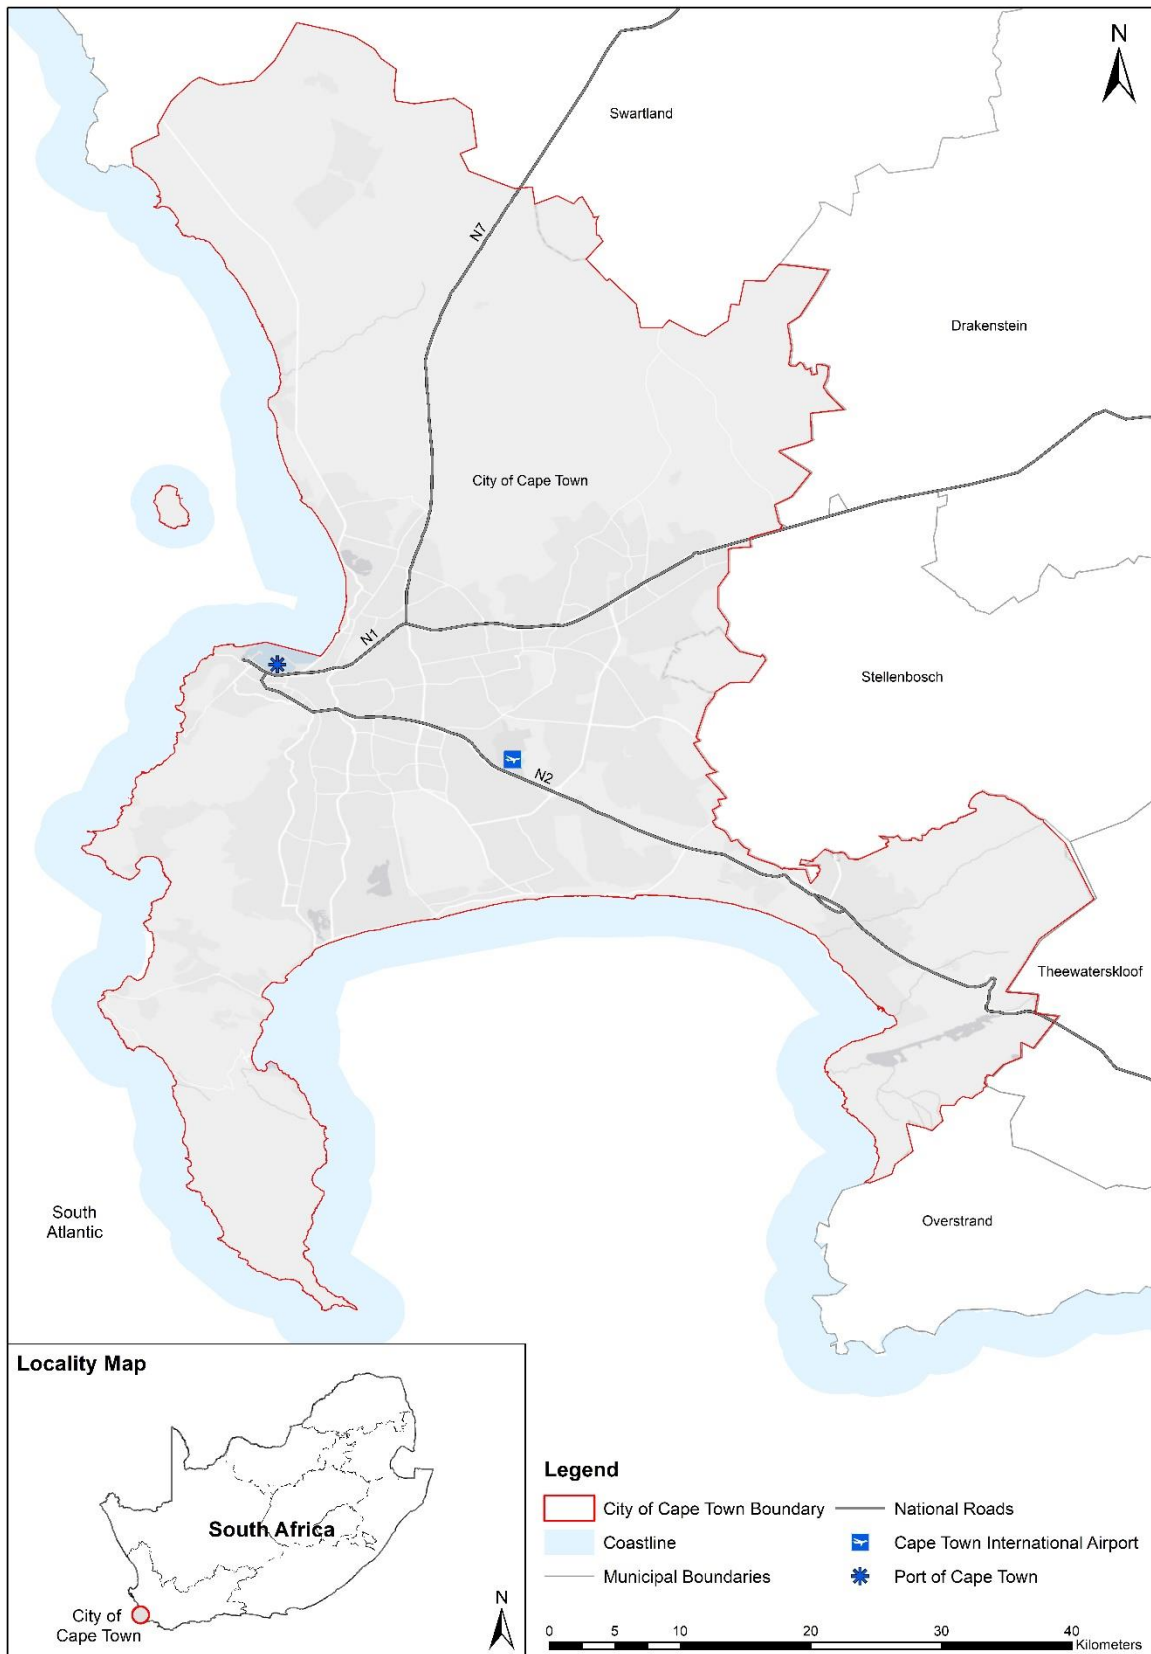 N
Swartland
N7
Drakenstein
City of Cape Town
N1
Stellenbosch
N2
Theewaterskloof
South
Atlantic
Overstrand
Locality Map
South Africa
City of
Cape Town
N
Legend
City of Cape Town Boundary
National Roads
Coastline
Cape Town International Airport
Municipal Boundaries
Port of Cape Town
0 5 10 20 30 40
Kilometers